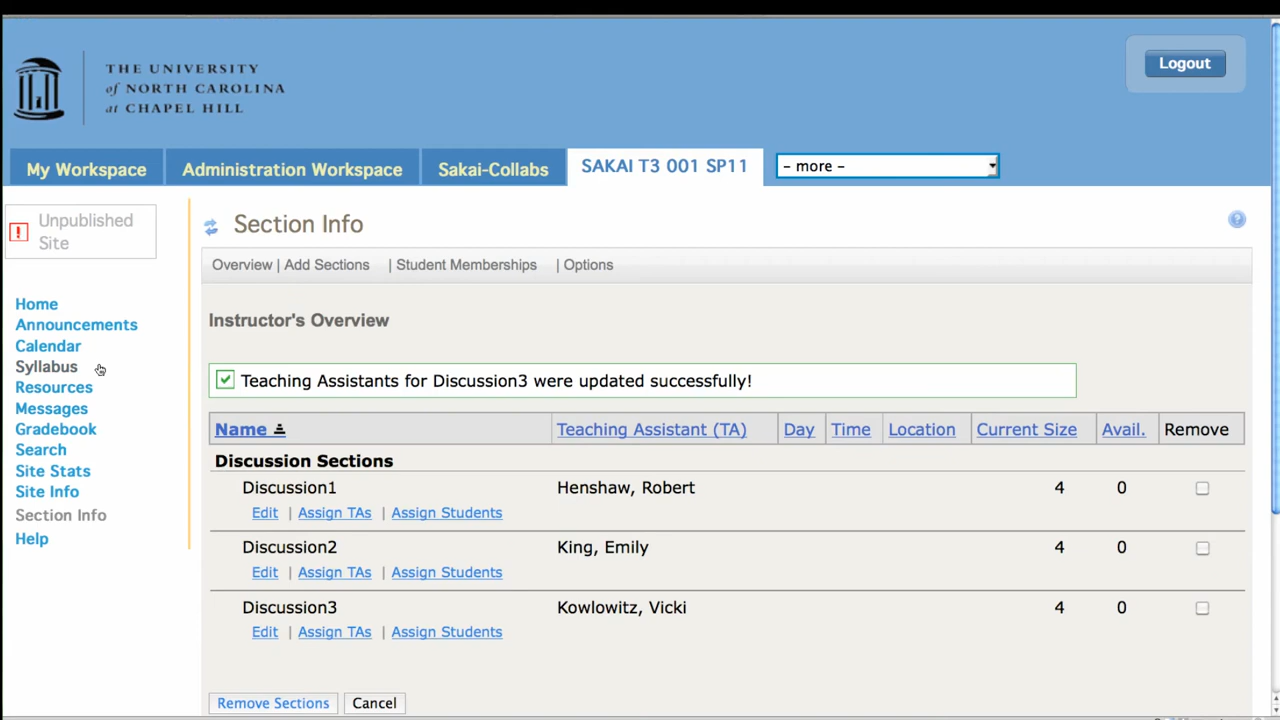 THE UNIVERSITY
of NORTH CAROLINA
at CHAPEL HILL
Logout
My Workspace
Administration Workspace
Sakai-Collabs
SAKAI T3 001 SP11
- more -
Unpublished
Site
Section Info
Overview | Add Sections | Student Memberships | Options
Home
Announcements
Calendar
Syllabus
Resources
Messages
Gradebook
Search
Site Stats
Site Info
Section Info
Help
Instructor's Overview
Teaching Assistants for Discussion3 were updated successfully!
Name Teaching Assistant (TA) Day Time Location Current Size Avail. Remove
Discussion Sections
Discussion1 Henshaw, Robert 4 0
Edit | Assign TAs | Assign Students
Discussion2 King, Emily 4 0
Edit | Assign TAs | Assign Students
Discussion3 Kowlowitz, Vicki 4 0
Edit | Assign TAs | Assign Students
Remove Sections Cancel